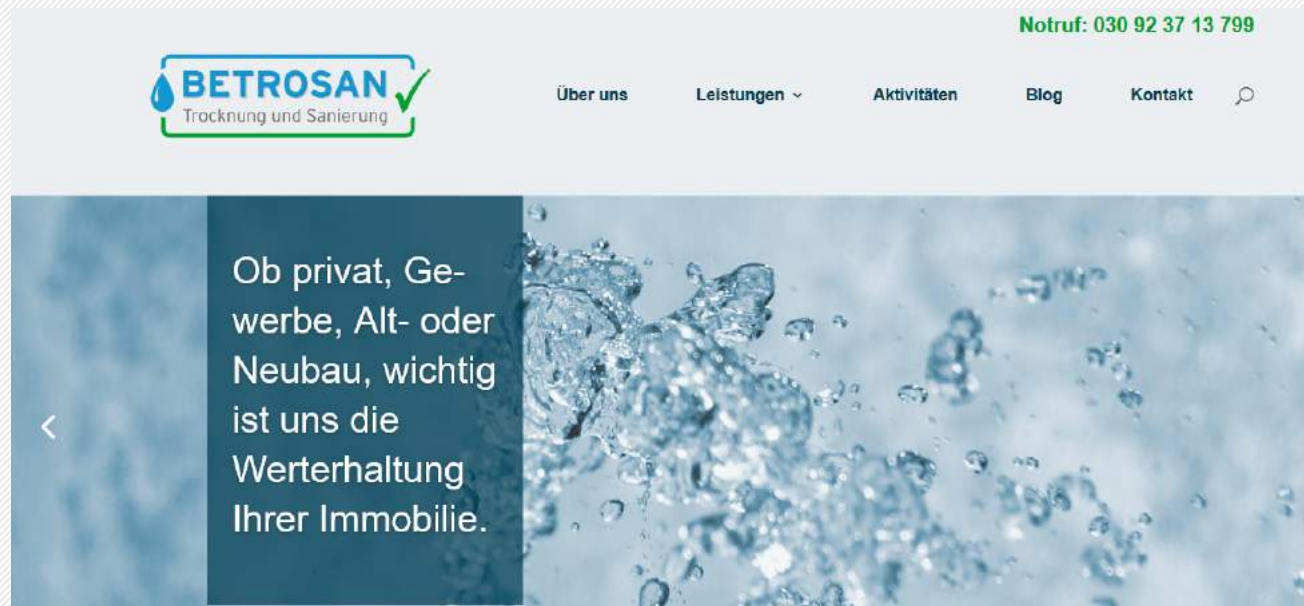 Notruf: 030 92 37 13 799
BETROSAN
Trocknung und Sanierung
Über uns Leistungen Aktivitäten Blog Kontakt
Ob privat, Ge-
werbe, Alt- oder
Neubau, wichtig
ist uns die
Werterhaltung
Ihrer Immobilie.